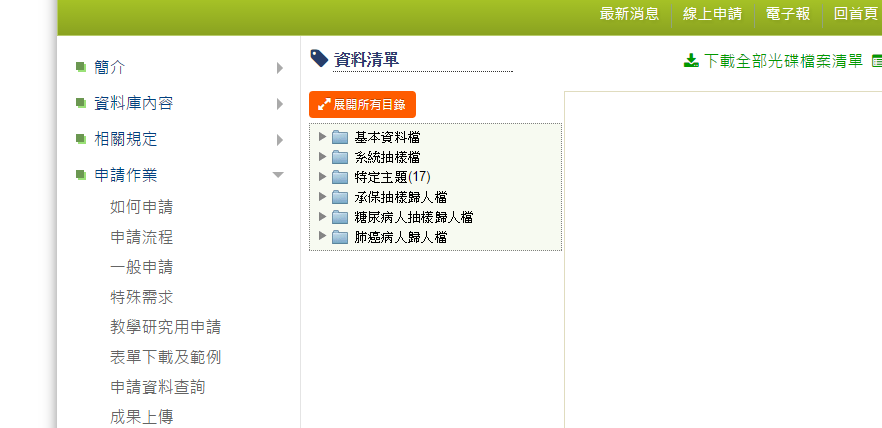 最新消息 線上申請 電子報 回首頁
簡介
資料庫內容
相關規定
申請作業
如何申請
申請流程
一般申請
特殊需求
教學研究用申請
表單下載及範例
申請資料查詢
成果上傳
資料清單
下載全部光碟檔案清單
展開所有目錄
基本資料檔
系統抽樣檔
特定主題(17)
承保抽樣歸人檔
糖尿病人抽樣歸人檔
肺癌病人歸人檔